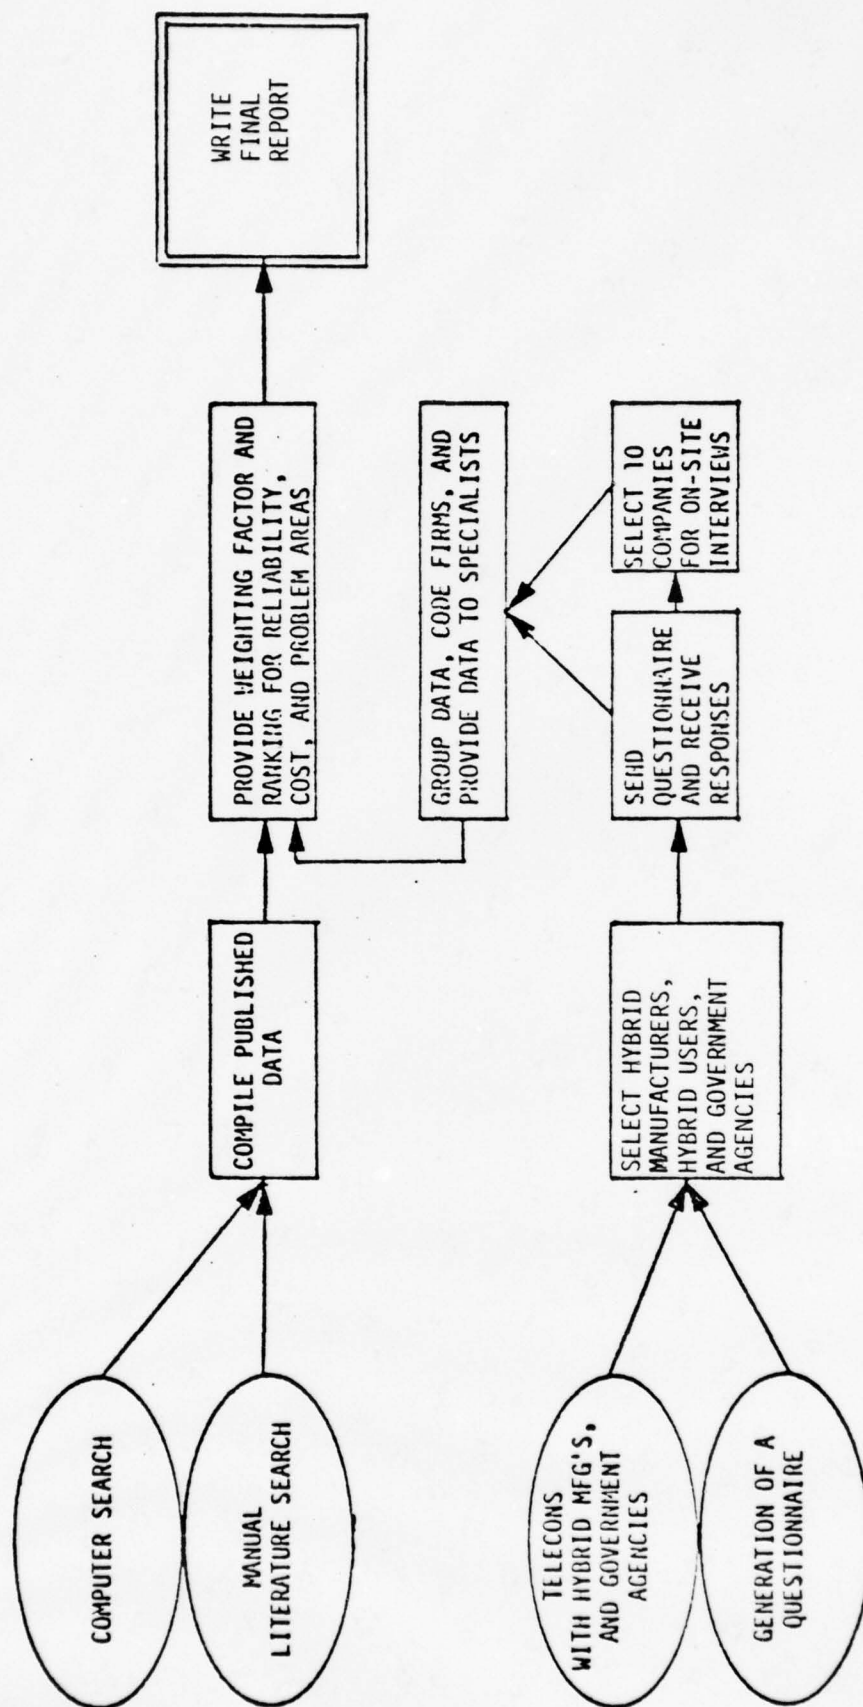 COMPUTER SEARCH
MANUAL
LITERATURE SEARCH
COMPILE PUBLISHED
DATA
PROVIDE WEIGHTING FACTOR AND
RANKING FOR RELIABILITY,
COST, AND PROBLEM AREAS
WRITE
FINAL
REPORT
GROUP DATA, CODE FIRMS, AND
PROVIDE DATA TO SPECIALISTS
TELECONS
WITH HYBRID MFG'S,
AND GOVERNMENT
AGENCIES
GENERATION OF A
QUESTIONNAIRE
SELECT HYBRID
MANUFACTURERS,
HYBRID USERS,
AND GOVERNMENT
AGENCIES
SEND
QUESTIONNAIRE
AND RECEIVE
RESPONSES
SELECT 10
COMPANIES
FOR ON-SITE
INTERVIEWS